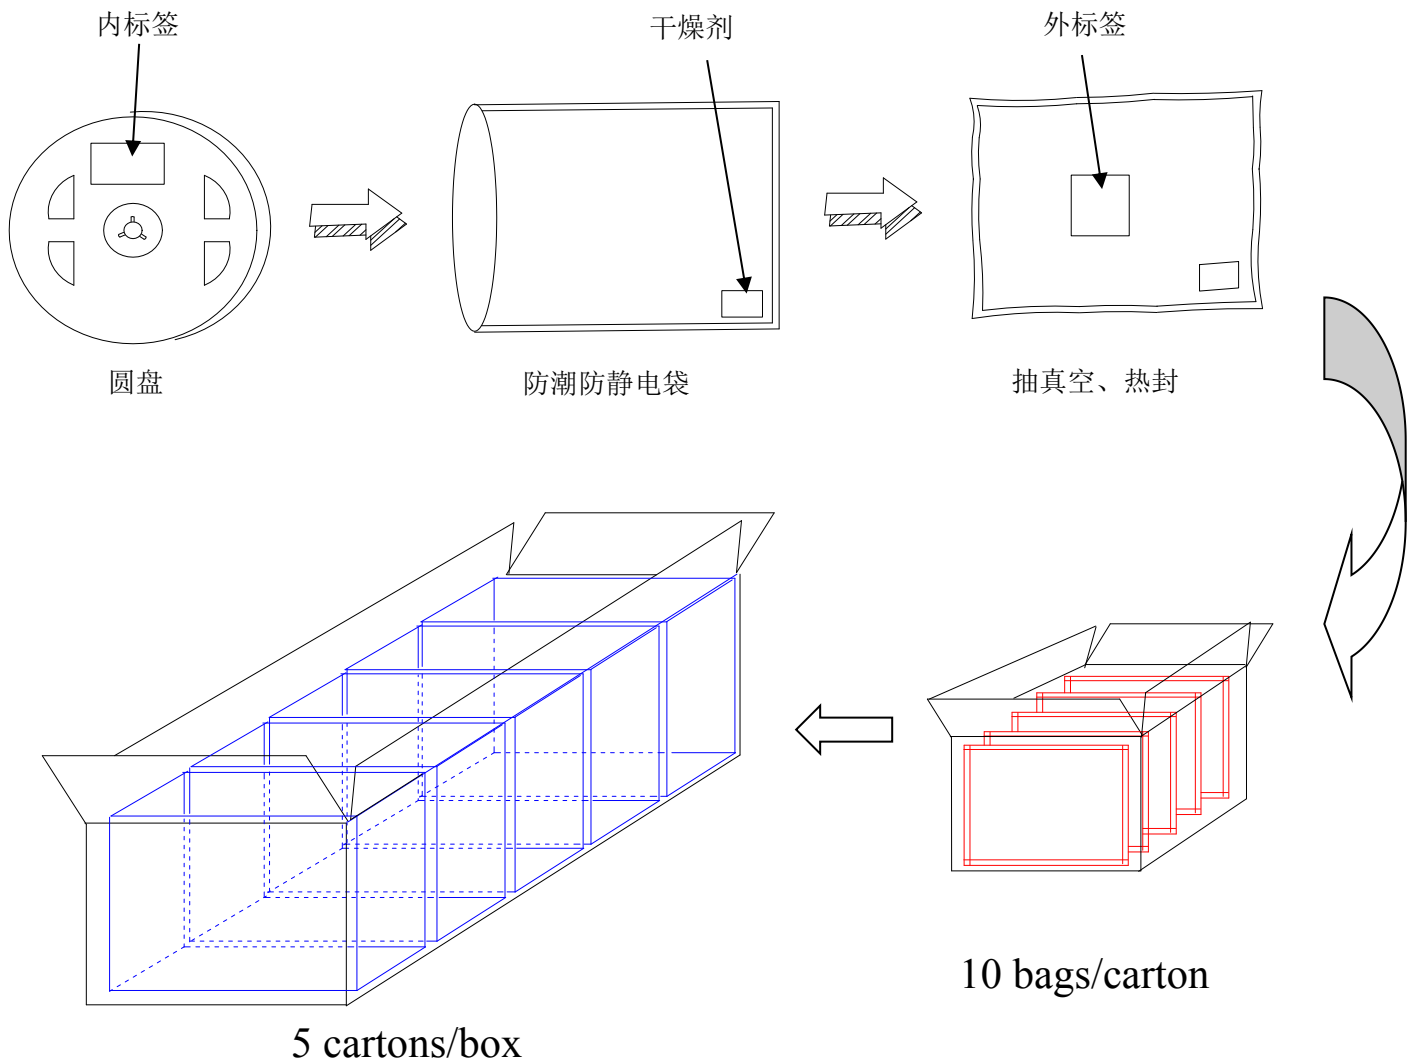 内标签
干燥剂
外标签
圆盘
防潮防静电袋
抽真空、热封
10 bags/carton
5 cartons/box